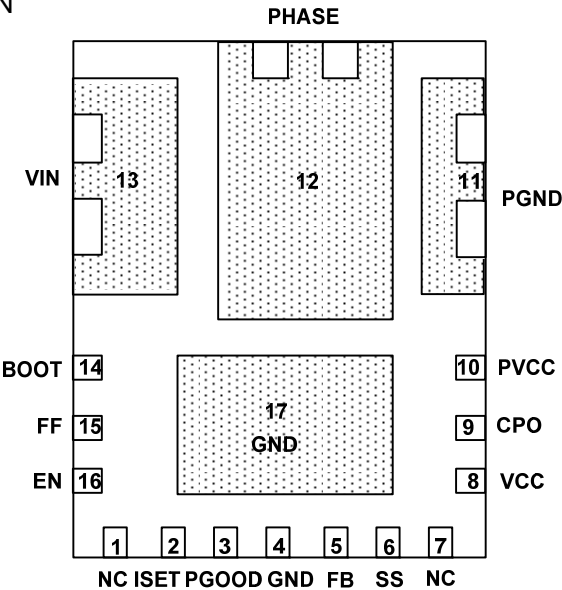 N
PHASE
VIN 13 12 11 PGND
BOOT 14 10 PVCC
17
FF 15 9 CPO
GND
EN 16 8 VCC
1 2 3 4 5 6 7
NC ISET PGOOD GND FB SS NC